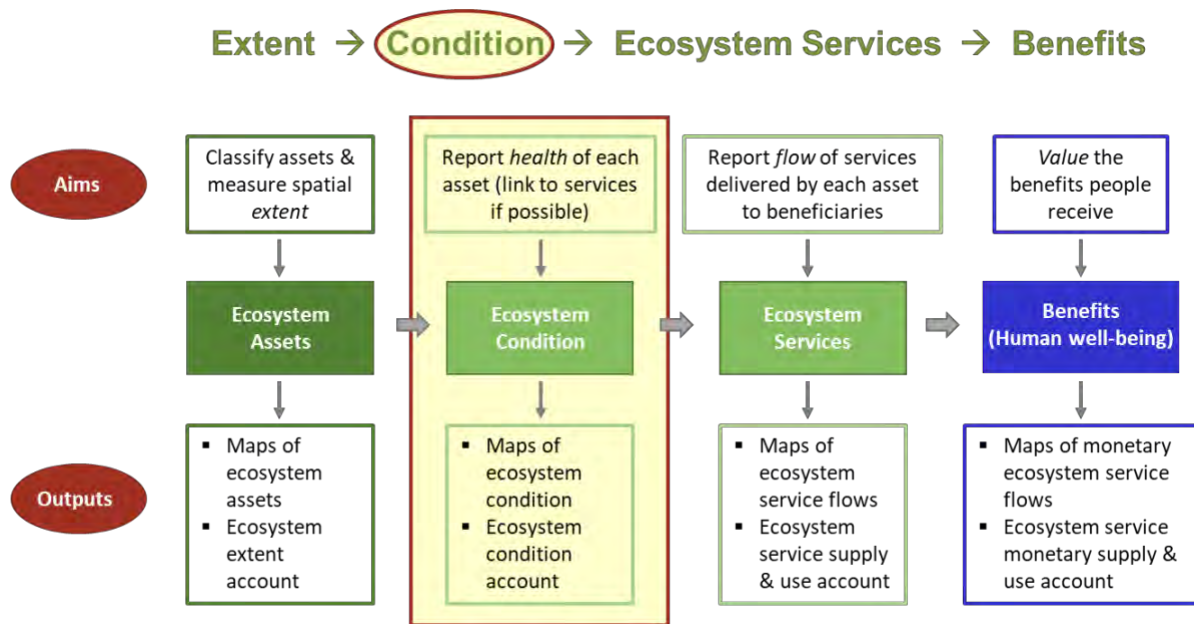 Extent → Condition → Ecosystem Services → Benefits
Aims
Classify assets &
measure spatial
extent
Report health of each
asset (link to services
if possible)
Report flow of services
delivered by each asset
to beneficiaries
Value the
benefits people
receive
Ecosystem
Assets
Ecosystem
Condition
Ecosystem
Services
Benefits
(Human well-being)
Outputs
▪ Maps of
ecosystem
assets
▪ Ecosystem
extent
account
▪ Maps of
ecosystem
condition
▪ Ecosystem
condition
account
▪ Maps of
ecosystem
service flows
▪ Ecosystem
service supply
& use account
▪ Maps of monetary
ecosystem service
flows
▪ Ecosystem service
monetary supply &
use account